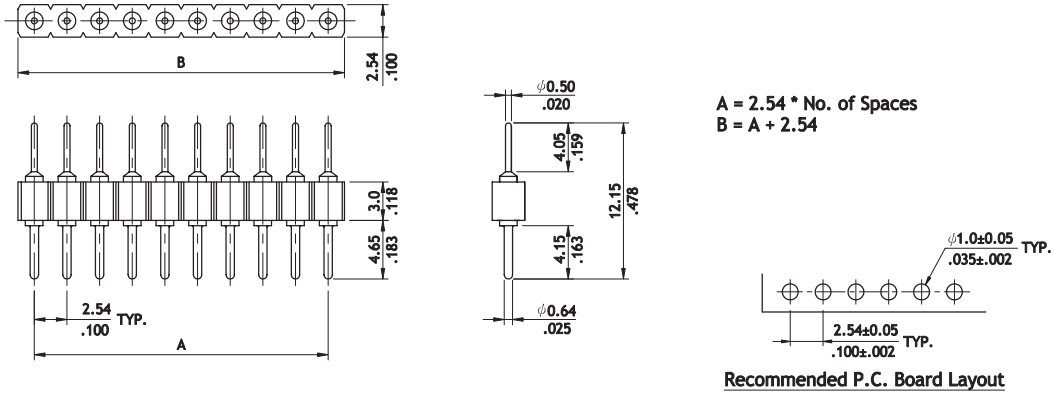 B
2.54
.100
ϕ0.50
.020
A = 2.54 * No. of Spaces
B = A + 2.54
4.05
.159
3.0
.118
12.15
.478
4.65
.183
4.15
.163
ϕ1.0±0.05
.035±.002
TYP.
2.54
.100
TYP.
ϕ0.64
.025
2.54±0.05
.100±.002
TYP.
A
Recommended P.C. Board Layout